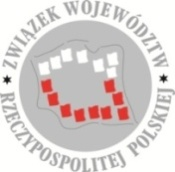 ZWIĄZEK WOJEWÓDZTW
RZECZYPOSPOLITEJ POLSKIEJ